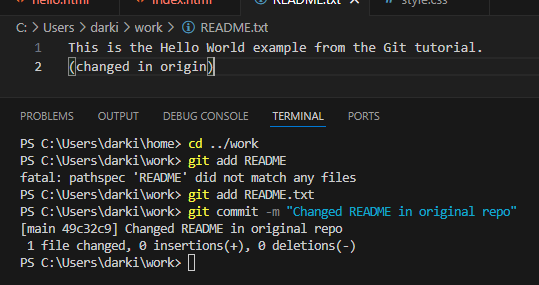 hello.html index.html README.txt style.css
C: > Users > darki > work > README.txt
1 This is the Hello World example from the Git tutorial.
2 (changed in origin)
PROBLEMS OUTPUT DEBUG CONSOLE TERMINAL PORTS
PS C:\Users\darki\home> cd ../work
PS C:\Users\darki\work> git add README
fatal: pathspec 'README' did not match any files
PS C:\Users\darki\work> git add README.txt
PS C:\Users\darki\work> git commit -m "Changed README in original repo"
[main 49c32c9] Changed README in original repo
1 file changed, 0 insertions(+), 0 deletions(-)
PS C:\Users\darki\work>